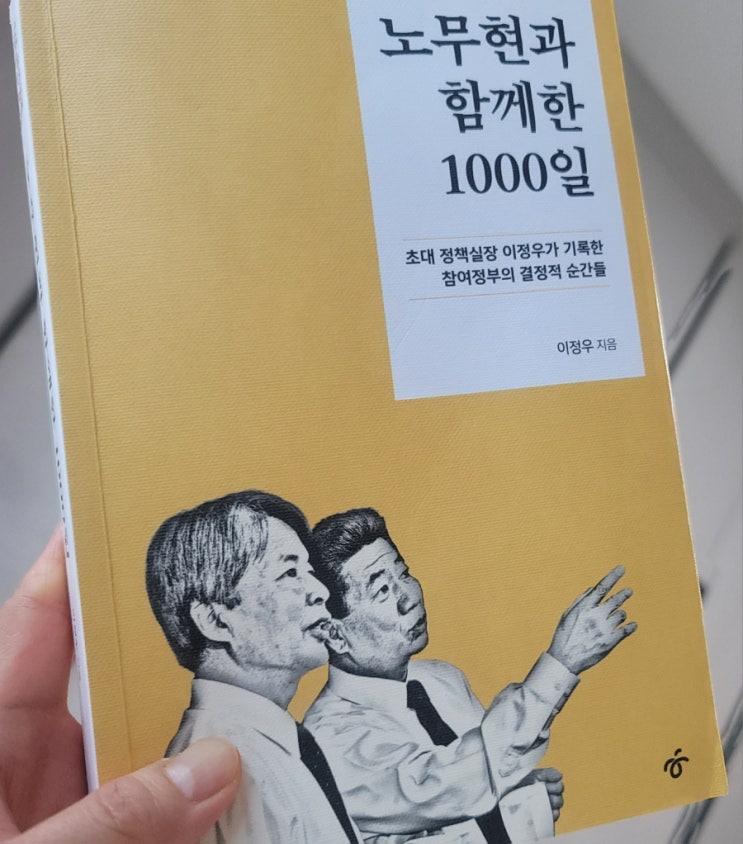 노무현과
함께한
1000일
초대 정책실장 이정우가 기록한
참여정부의 결정적 순간들
이정우 지음